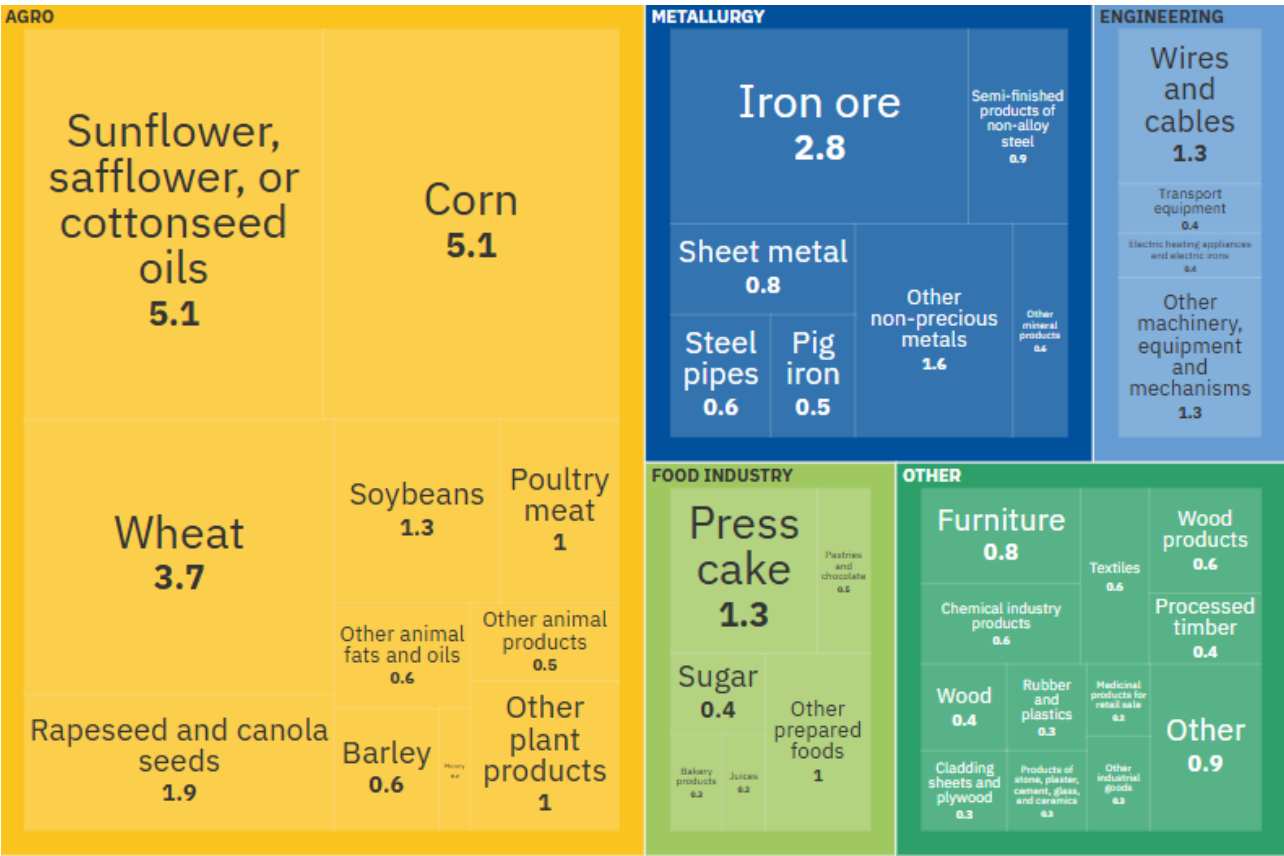 AGRO
Sunflower,
safflower, or
cottonseed
oils
5.1
Corn
5.1
Wheat
3.7
Soybeans
1.3
Poultry
meat
1
Other animal
fats and oils
0.6
Other animal
products
0.5
Rapeseed and canola
seeds
1.9
Barley
0.6
Other
plant
products
1
METALLURGY
Iron ore
2.8
Semi-finished
products of
non-alloy
steel
0.9
Sheet metal
0.8
Steel
pipes
0.6
Pig
iron
0.5
Other
non-precious
metals
1.6
Other
mineral
products
0.6
ENGINEERING
Wires
and
cables
1.3
Transport
equipment
0.4
Electric heating appliances
and electric irons
0.4
Other
machinery,
equipment
and
mechanisms
1.3
FOOD INDUSTRY
Press
cake
1.3
Pastries
and
chocolate
0.5
Sugar
0.4
Other
prepared
foods
1
Bakery
products
Juices
0.2
OTHER
Furniture
0.8
Textiles
0.6
Wood
products
0.6
Chemical industry
products
0.6
Processed
timber
0.4
Wood
0.4
Rubber
and
plastics
0.3
Medicinal
products for
retail sale
0.2
Other
0.9
Cladding
sheets and
plywood
0.3
Products of
stone, plaster,
cement, glass,
and ceramics
0.3
Other
industrial
goods
0.3